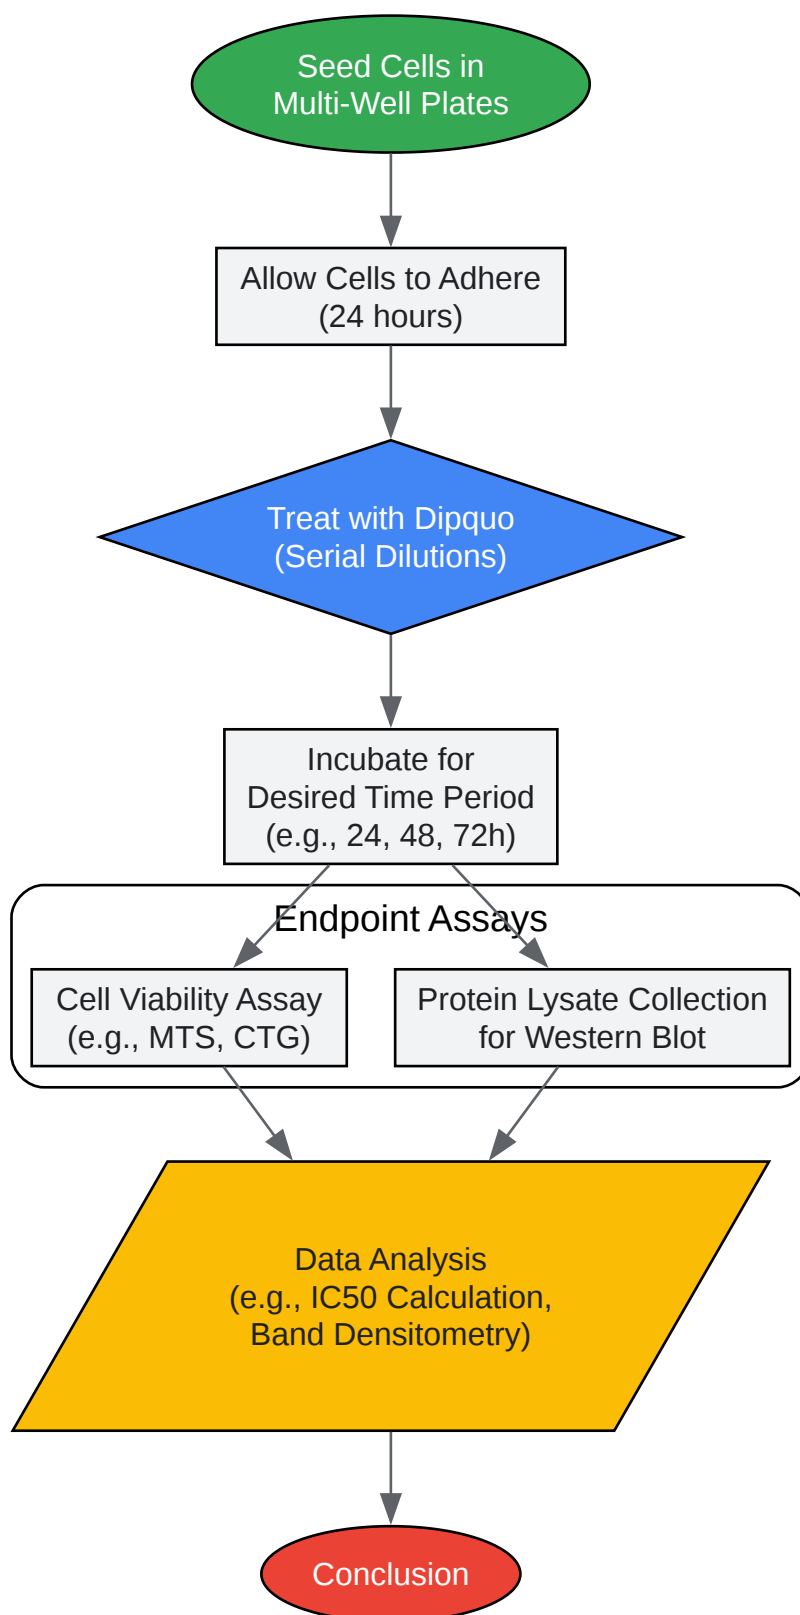 Seed Cells in
Multi-Well Plates
Allow Cells to Adhere
(24 hours)
Treat with Dipquo
(Serial Dilutions)
Incubate for
Desired Time Period
(e.g., 24, 48, 72h)
Endpoint Assays
Cell Viability Assay
(e.g., MTS, CTG)
Protein Lysate Collection
for Western Blot
Data Analysis
(e.g., IC50 Calculation,
Band Densitometry)
Conclusion